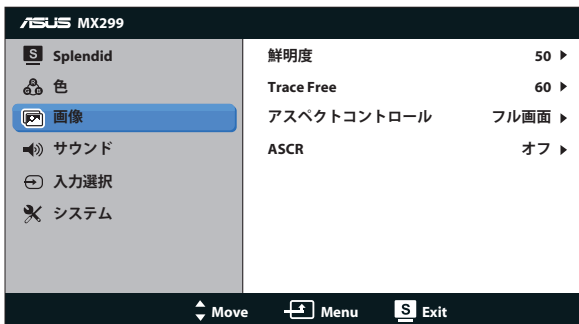 ASUS MX299
S Splendid
色
画像
サウンド
入力選択
システム
鮮明度 50
Trace Free 60
アスペクトコントロール フル画面
ASCR オフ
Move Menu S Exit